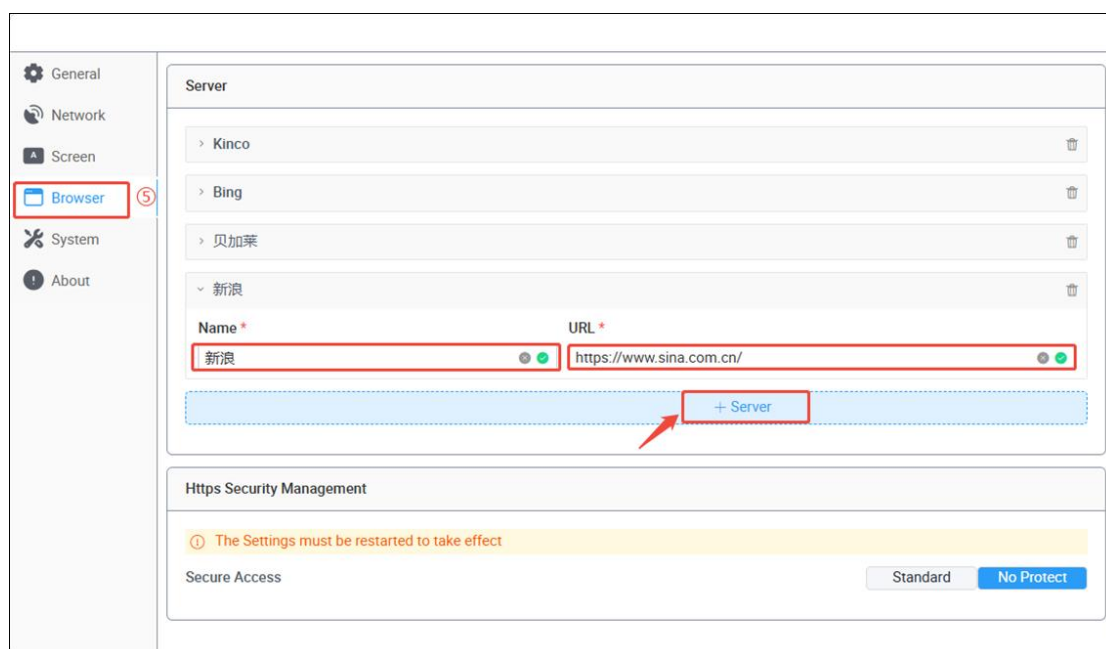 General
Network
Screen
Browser ⑤
System
About
Server
Kinco
Bing
贝加莱
新浪
Name * URL *
新浪 https://www.sina.com.cn/
+ Server
Https Security Management
The Settings must be restarted to take effect
Secure Access Standard No Protect